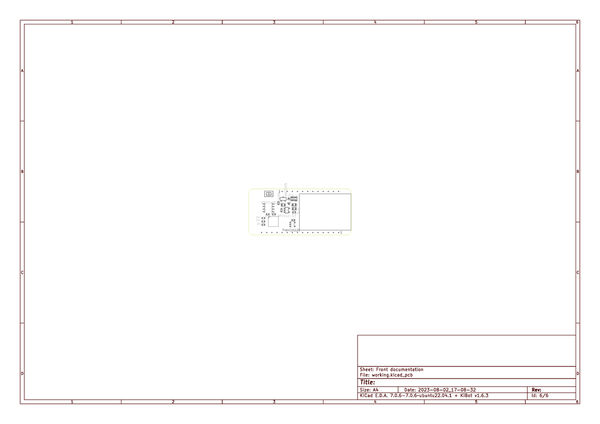 1 2 3 4 5 6
A A
B B
C C
D D
Sheet: Front documentation
File: working.kicad_pcb
Title:
Size: A4 Date: 2023-08-02_17-08-32 Rev:
KiCad E.D.A. 7.0.6-7.0.6~ubuntu22.04.1 + KiBot v1.6.3 Id: 6/6
1 2 3 4 5 6